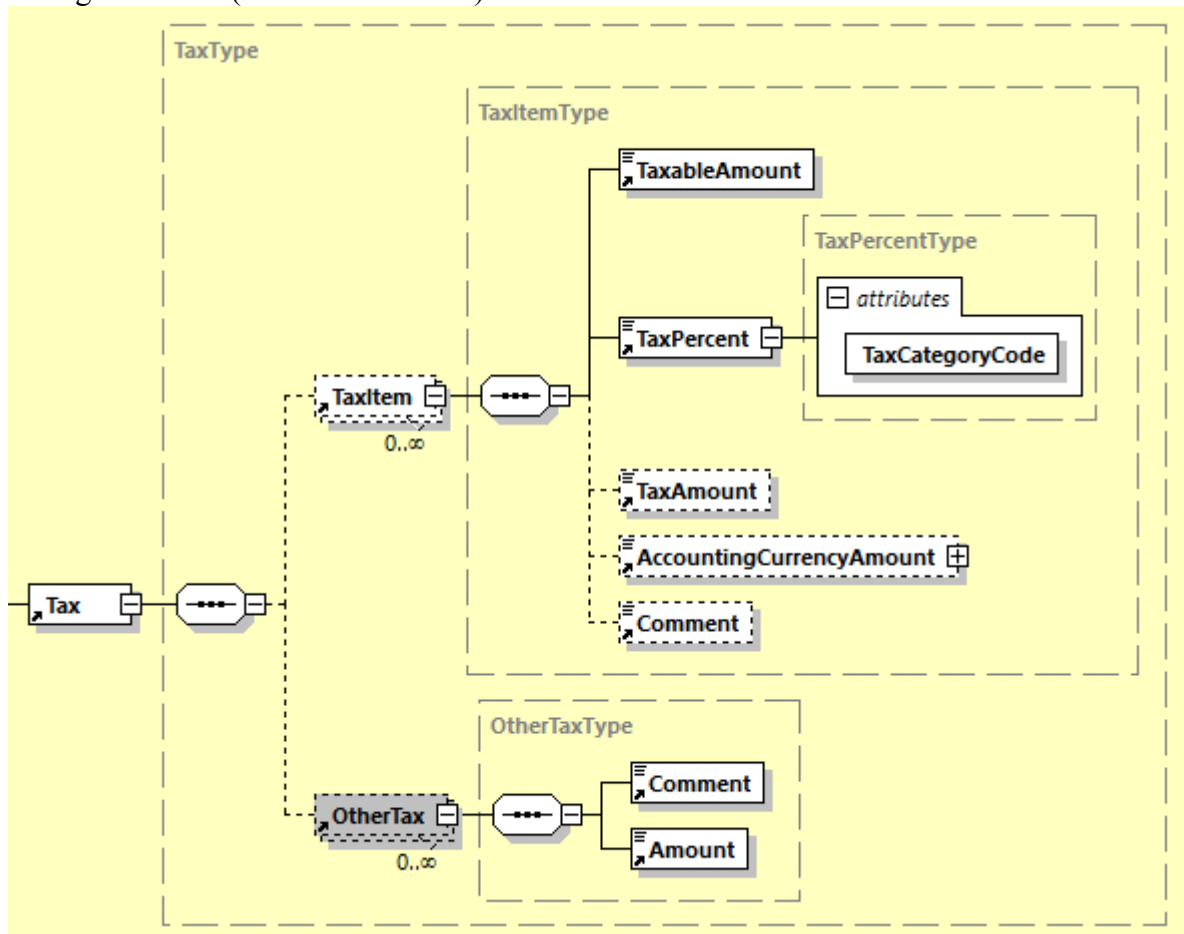 TaxType
TaxItemType
TaxableAmount
TaxPercentType
attributes
TaxPercent
TaxCategoryCode
TaxItem
0..∞
TaxAmount
AccountingCurrencyAmount
Tax
Comment
OtherTaxType
Comment
OtherTax
Amount
0..∞